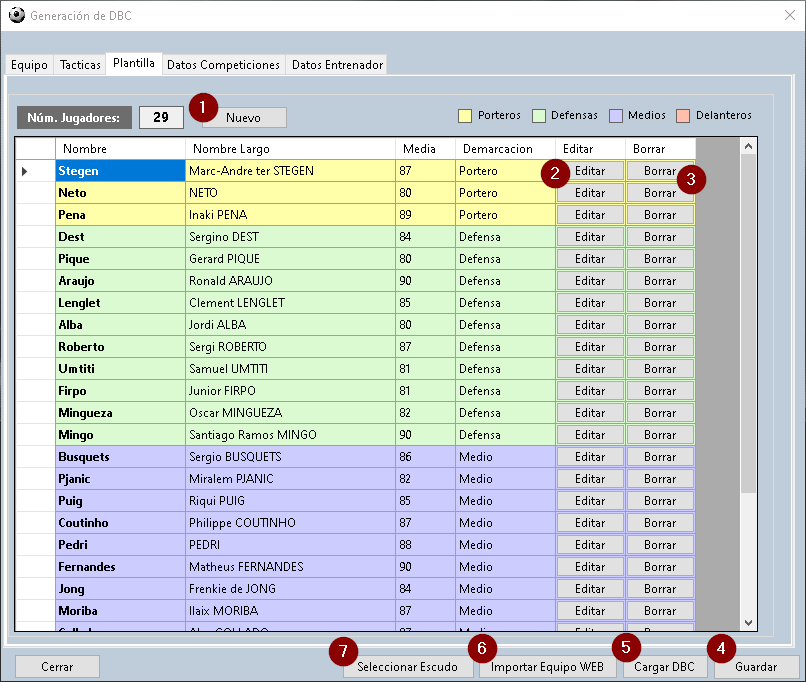 Generación de DBC
Equipo Tacticas Plantilla Datos Competiciones Datos Entrenador
Núm. Jugadores: 29 1 Nuevo Porteros Defensas Medios Delanteros
Nombre Nombre Largo Media Demarcacion Editar Borrar
Stegen Marc-Andre ter STEGEN 87 Portero 2 Editar Borrar 3
Neto NETO 80 Portero Editar Borrar
Pena Inaki PENA 89 Portero Editar Borrar
Dest Sergino DEST 84 Defensa Editar Borrar
Pique Gerard PIQUE 80 Defensa Editar Borrar
Araujo Ronald ARAUJO 90 Defensa Editar Borrar
Lenglet Clement LENGLET 85 Defensa Editar Borrar
Alba Jordi ALBA 80 Defensa Editar Borrar
Roberto Sergi ROBERTO 87 Defensa Editar Borrar
Umtiti Samuel UMTITI 81 Defensa Editar Borrar
Firpo Junior FIRPO 81 Defensa Editar Borrar
Mingueza Oscar MINGUEZA 82 Defensa Editar Borrar
Mingo Santiago Ramos MINGO 90 Defensa Editar Borrar
Busquets Sergio BUSQUETS 86 Medio Editar Borrar
Pjanic Miralem PJANIC 82 Medio Editar Borrar
Puig Riqui PUIG 85 Medio Editar Borrar
Coutinho Philippe COUTINHO 87 Medio Editar Borrar
Pedri PEDRI 88 Medio Editar Borrar
Fernandes Matheus FERNANDES 90 Medio Editar Borrar
Jong Frenkie de JONG 84 Medio Editar Borrar
Moriba Ilaix MORIBA 87 Medio Editar Borrar
Cerrar 7 Seleccionar Escudo 6 Importar Equipo WEB 5 Cargar DBC 4 Guardar